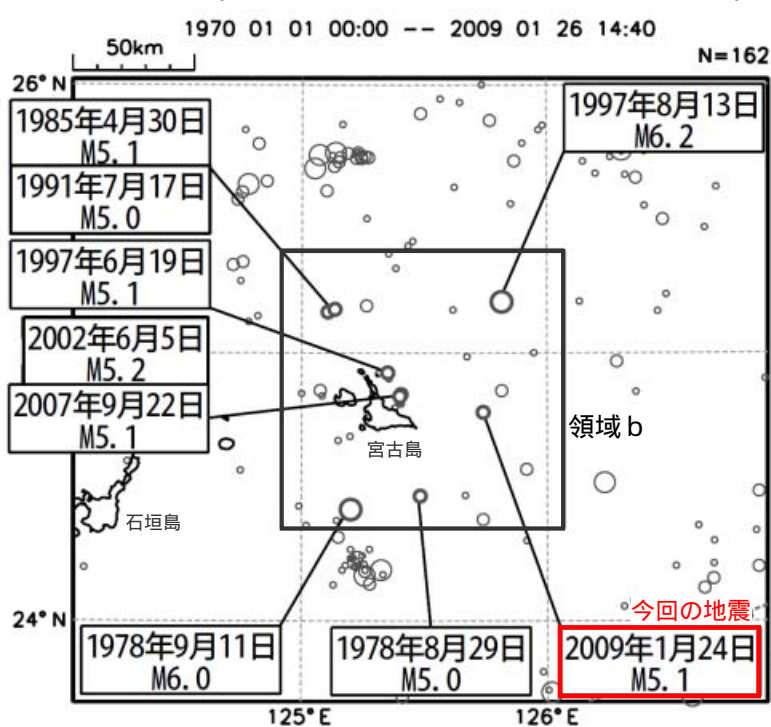 1970 01 01 00:00 -- 2009 01 26 14:40
50km
N=162
26°N
1985年4月30日
M5.1
1991年7月17日
M5.0
1997年6月19日
M5.1
2002年6月5日
M5.2
2007年9月22日
M5.1
1997年8月13日
M6.2
領域b
宮古島
石垣島
24°N
今回の地震
1978年9月11日
M6.0
1978年8月29日
M5.0
2009年1月24日
M5.1
125°E
126°E